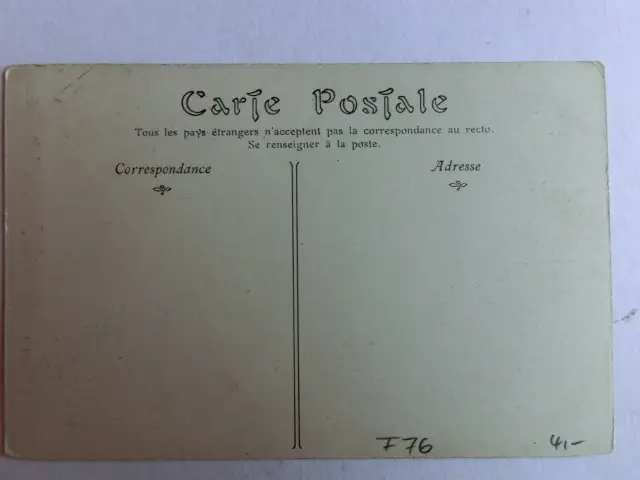 Carte Postale
Tous les pays étrangers n'acceptent pas la correspondance au recto.
Se renseigner à la poste.
Correspondance
Adresse
F76
41-